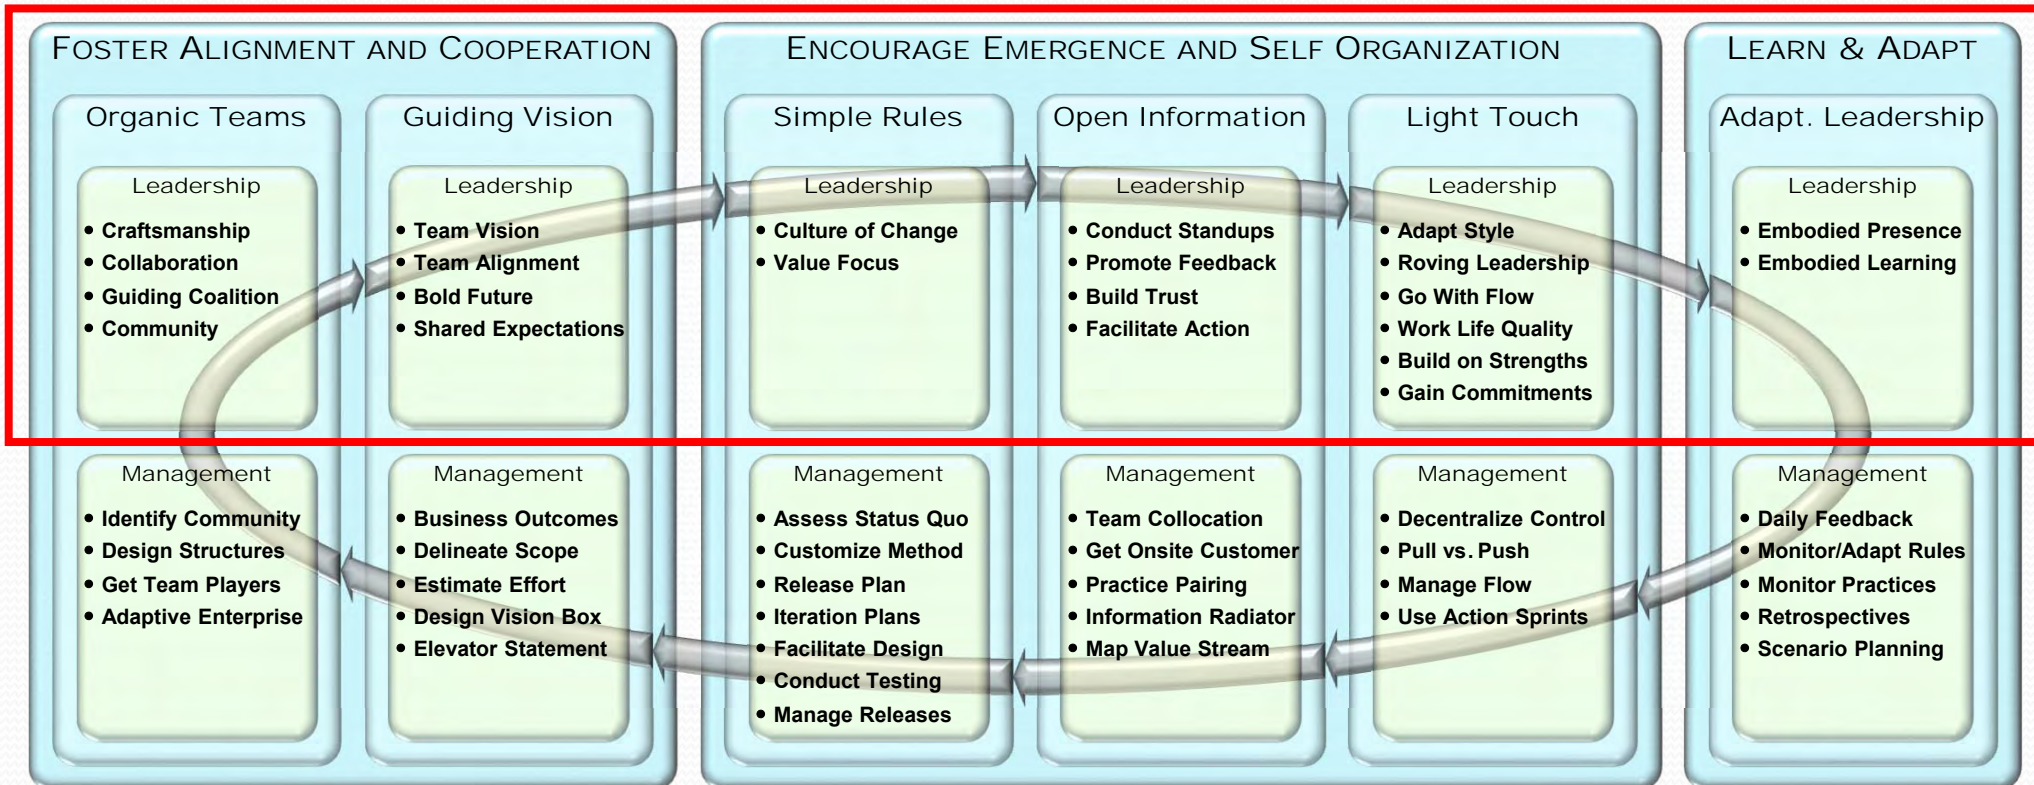 FOSTER ALIGNMENT AND COOPERATION
Organic Teams
Leadership
• Craftsmanship
• Collaboration
• Guiding Coalition
• Community
Management
• Identify Community
• Design Structures
• Get Team Players
• Adaptive Enterprise
Guiding Vision
Leadership
• Team Vision
• Team Alignment
• Bold Future
• Shared Expectations
Management
• Business Outcomes
• Delineate Scope
• Estimate Effort
• Design Vision Box
• Elevator Statement
ENCOURAGE EMERGENCE AND SELF ORGANIZATION
Simple Rules
Leadership
• Culture of Change
• Value Focus
Management
• Assess Status Quo
• Customize Method
• Release Plan
• Iteration Plans
• Facilitate Design
• Conduct Testing
• Manage Releases
Open Information
Leadership
• Conduct Standups
• Promote Feedback
• Build Trust
• Facilitate Action
Management
• Team Collocation
• Get Onsite Customer
• Practice Pairing
• Information Radiator
• Map Value Stream
Light Touch
Leadership
• Adapt Style
• Roving Leadership
• Go With Flow
• Work Life Quality
• Build on Strengths
• Gain Commitments
Management
• Decentralize Control
• Pull vs. Push
• Manage Flow
• Use Action Sprints
LEARN & ADAPT
Adapt. Leadership
Leadership
• Embodied Presence
• Embodied Learning
Management
• Daily Feedback
• Monitor/Adapt Rules
• Monitor Practices
• Retrospectives
• Scenario Planning